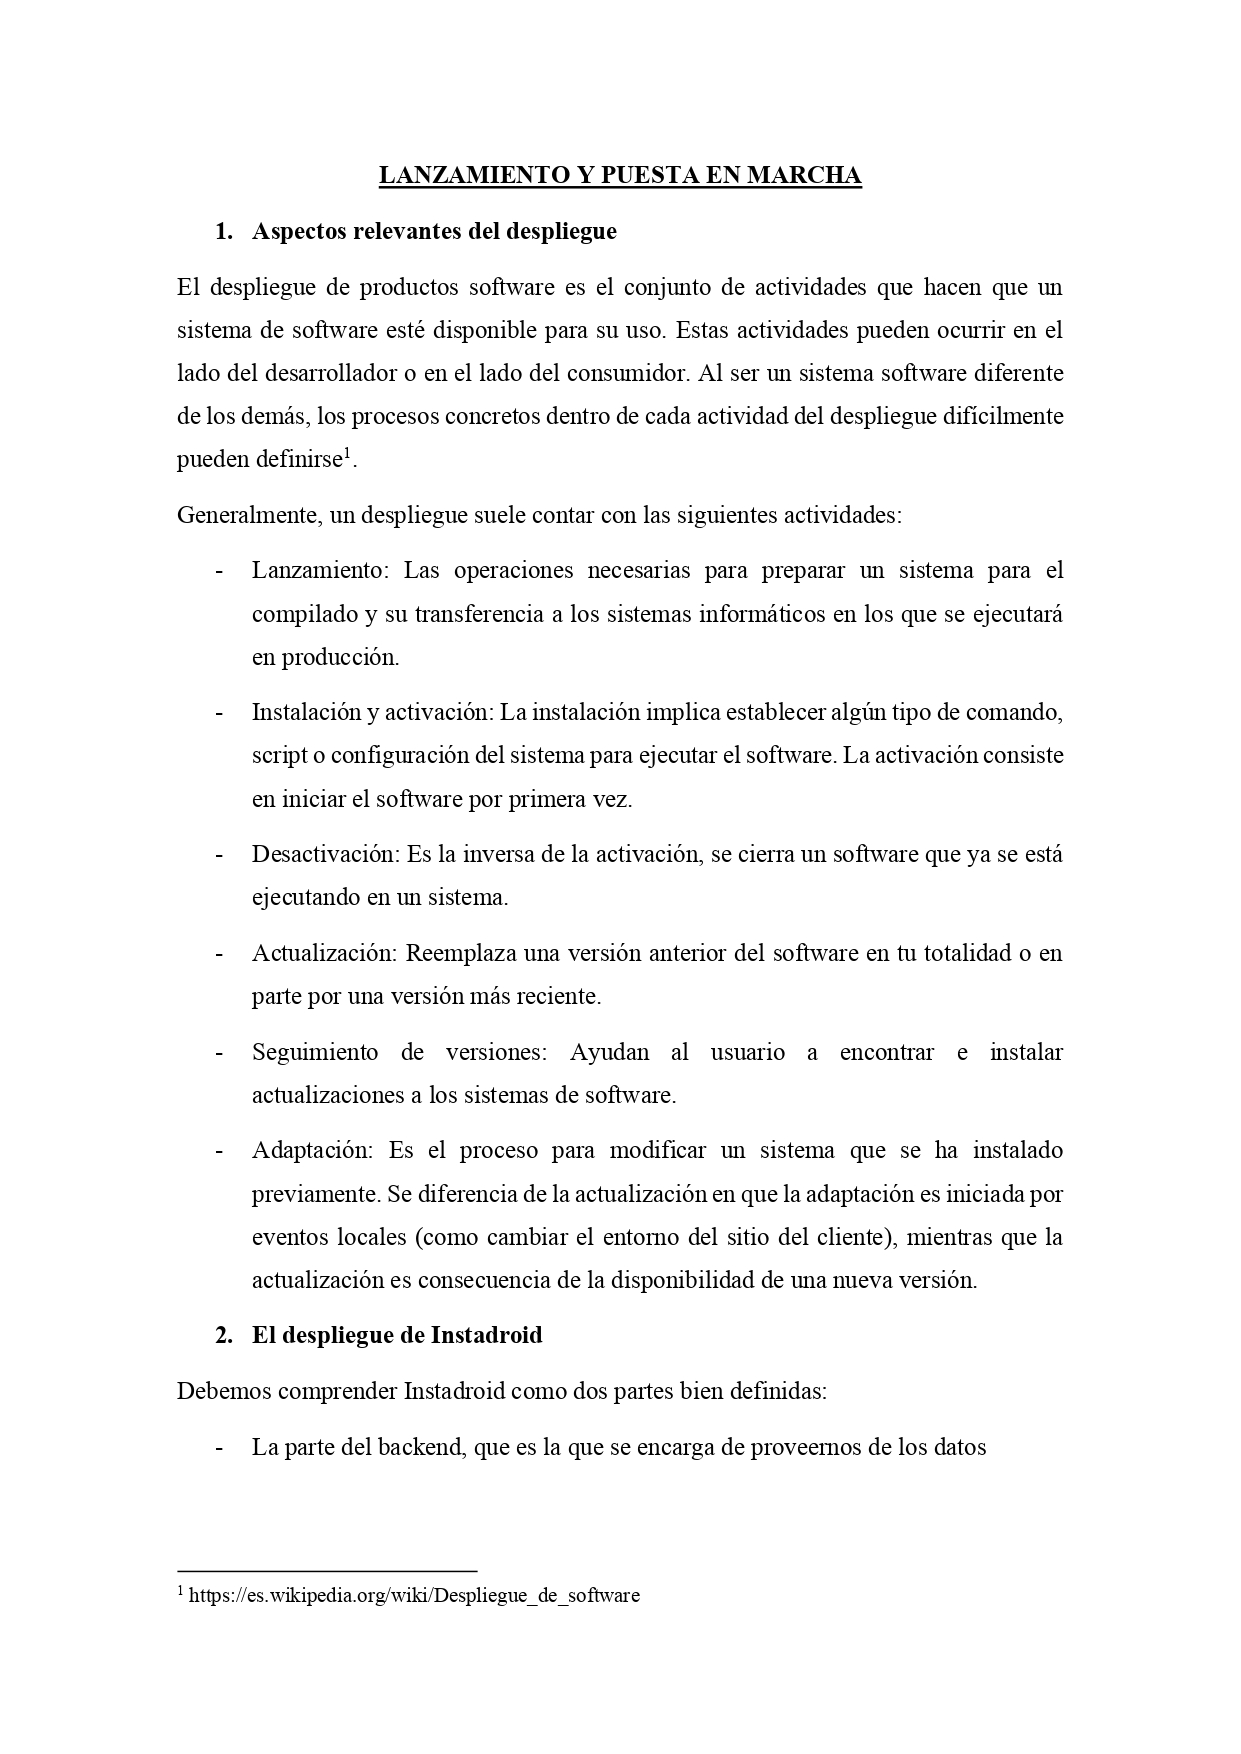 LANZAMIENTO Y PUESTA EN MARCHA
1. Aspectos relevantes del despliegue
El despliegue de productos software es el conjunto de actividades que hacen que un
sistema de software esté disponible para su uso. Estas actividades pueden ocurrir en el
lado del desarrollador o en el lado del consumidor. Al ser un sistema software diferente
de los demás, los procesos concretos dentro de cada actividad del despliegue difícilmente
pueden definirse1.
Generalmente, un despliegue suele contar con las siguientes actividades:
- Lanzamiento: Las operaciones necesarias para preparar un sistema para el
compilado y su transferencia a los sistemas informáticos en los que se ejecutará
en producción.
- Instalación y activación: La instalación implica establecer algún tipo de comando,
script o configuración del sistema para ejecutar el software. La activación consiste
en iniciar el software por primera vez.
- Desactivación: Es la inversa de la activación, se cierra un software que ya se está
ejecutando en un sistema.
- Actualización: Reemplaza una versión anterior del software en tu totalidad o en
parte por una versión más reciente.
- Seguimiento de versiones: Ayudan al usuario a encontrar e instalar
actualizaciones a los sistemas de software.
- Adaptación: Es el proceso para modificar un sistema que se ha instalado
previamente. Se diferencia de la actualización en que la adaptación es iniciada por
eventos locales (como cambiar el entorno del sitio del cliente), mientras que la
actualización es consecuencia de la disponibilidad de una nueva versión.
2. El despliegue de Instadroid
Debemos comprender Instadroid como dos partes bien definidas:
- La parte del backend, que es la que se encarga de proveernos de los datos
1 https://es.wikipedia.org/wiki/Despliegue_de_software